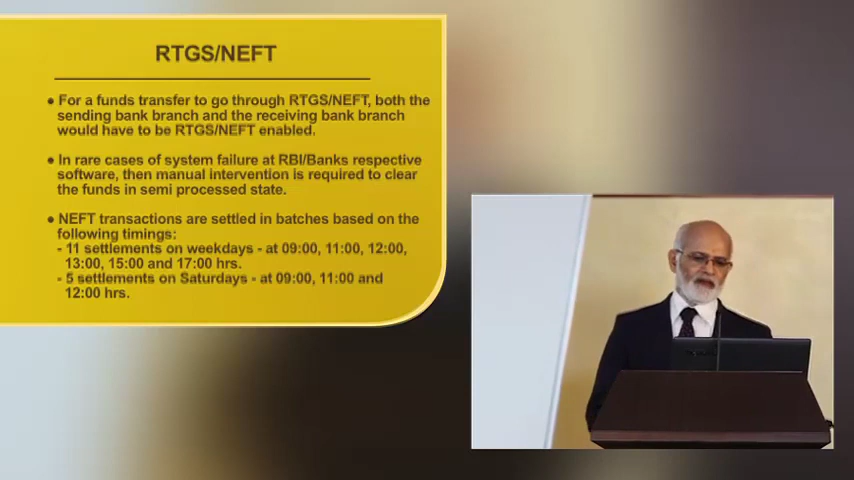 RTGS/NEFT
● For a funds transfer to go through RTGS/NEFT, both the
sending bank branch and the receiving bank branch
would have to be RTGS/NEFT enabled.
● In rare cases of system failure at RBI/Banks respective
software, then manual intervention is required to clear
the funds in semi processed state.
● NEFT transactions are settled in batches based on the
following timings:
- 11 settlements on weekdays - at 09:00, 11:00, 12:00,
13:00, 15:00 and 17:00 hrs.
- 5 settlements on Saturdays - at 09:00, 11:00 and
12:00 hrs.